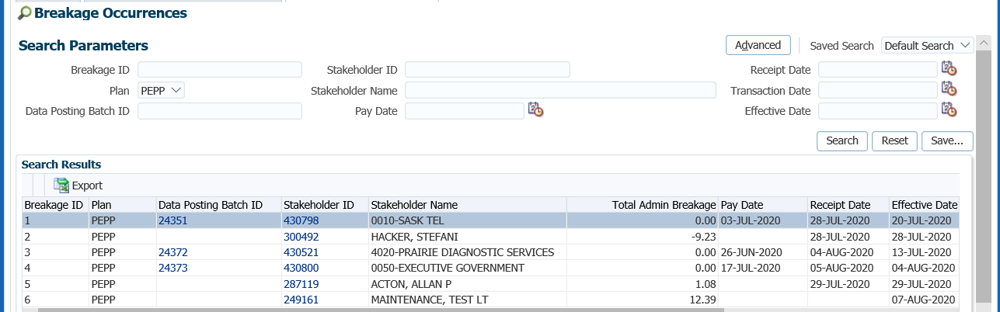 Breakage Occurrences
Search Parameters Advanced Saved Search Default Search
Breakage ID Stakeholder ID Receipt Date
Plan PEPP Stakeholder Name Transaction Date
Data Posting Batch ID Pay Date Effective Date
Search Reset Save...
Search Results
Export
Breakage ID Plan Data Posting Batch ID Stakeholder ID Stakeholder Name Total Admin Breakage Pay Date Receipt Date Effective Date
1 PEPP 24351 430798 0010-SASK TEL 0.00 03-JUL-2020 28-JUL-2020 20-JUL-2020
2 PEPP 300492 HACKER, STEFANI -9.23 28-JUL-2020 28-JUL-2020
3 PEPP 24372 430521 4020-PRAIRIE DIAGNOSTIC SERVICES 0.00 26-JUN-2020 04-AUG-2020 13-JUL-2020
4 PEPP 24373 430800 0050-EXECUTIVE GOVERNMENT 0.00 17-JUL-2020 05-AUG-2020 04-AUG-2020
5 PEPP 287119 ACTON, ALLAN P 1.08 29-JUL-2020 29-JUL-2020
6 PEPP 249161 MAINTENANCE, TEST LT 12.39 07-AUG-2020